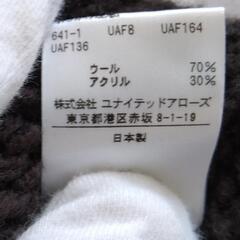 641-1 UAF8 UAF164
UAF136
ウール 70%
アクリル 30%
株式会社 ユナイテッドアローズ
東京都港区赤坂 8-1-19
日本製